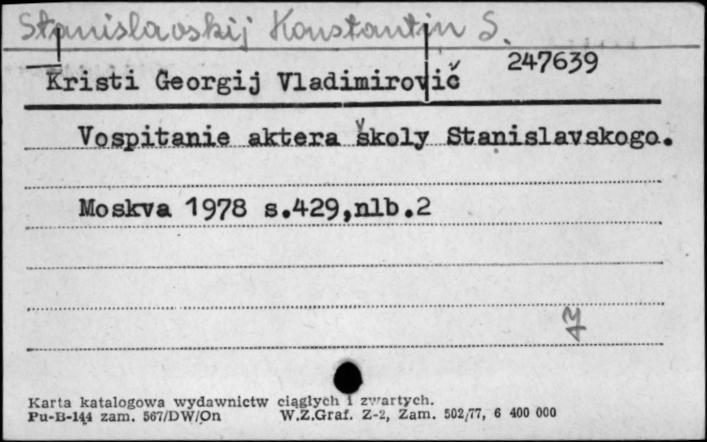 Stanislavskij Konstantin S.
247639
Kristi Georgij Vladimirovič
Vospitanie aktera školy Stanislavskogo.
Moskva 1978 s.429,nlb.2
Karta katalogowa wydawnictw ciągłych i zwartych.
Pu-B-144 zam. 567/DW/On W.Z.Graf. Z-2, Zam. 502/77, 6 400 000